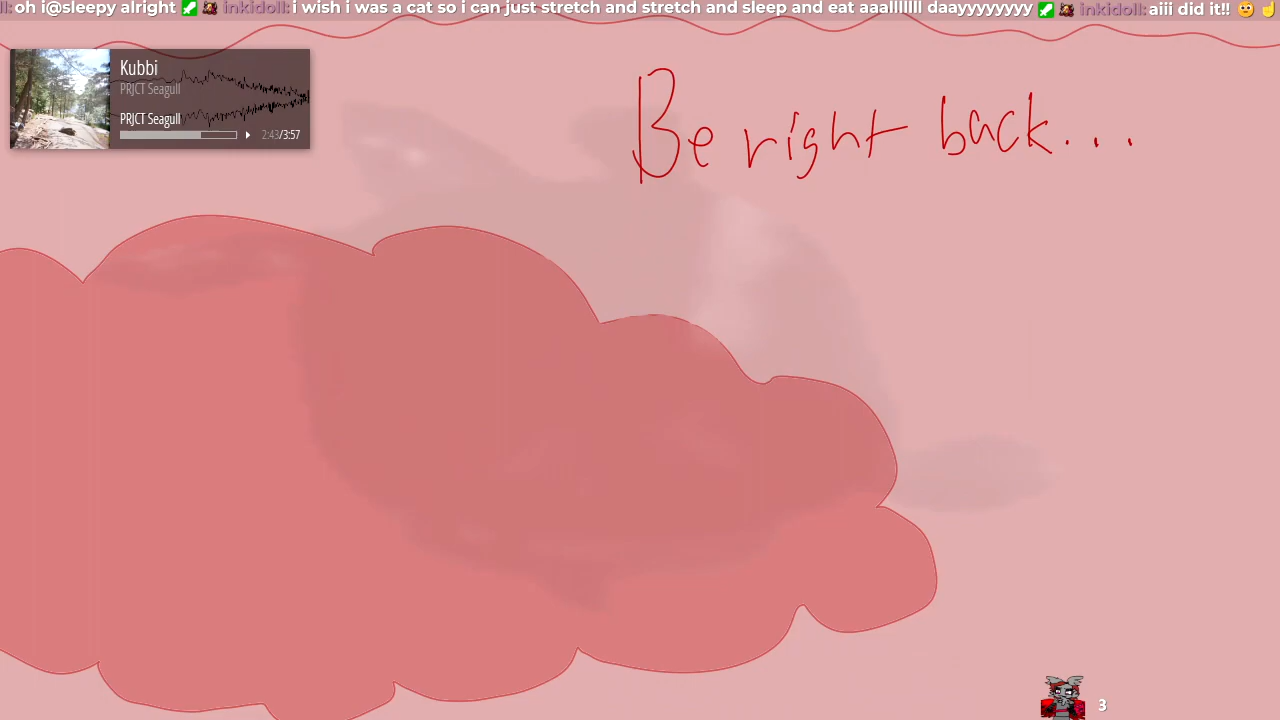 ll: oh i@sleepy alright inkidoll: i wish i was a cat so i can just stretch and stretch and sleep and eat aaalllllll daayyyyyyyy inkidoll: aiii did it!!
Kubbi
PRJCT Seagull
PRJCT Seagull
2:43/3:57
Be right back...
3